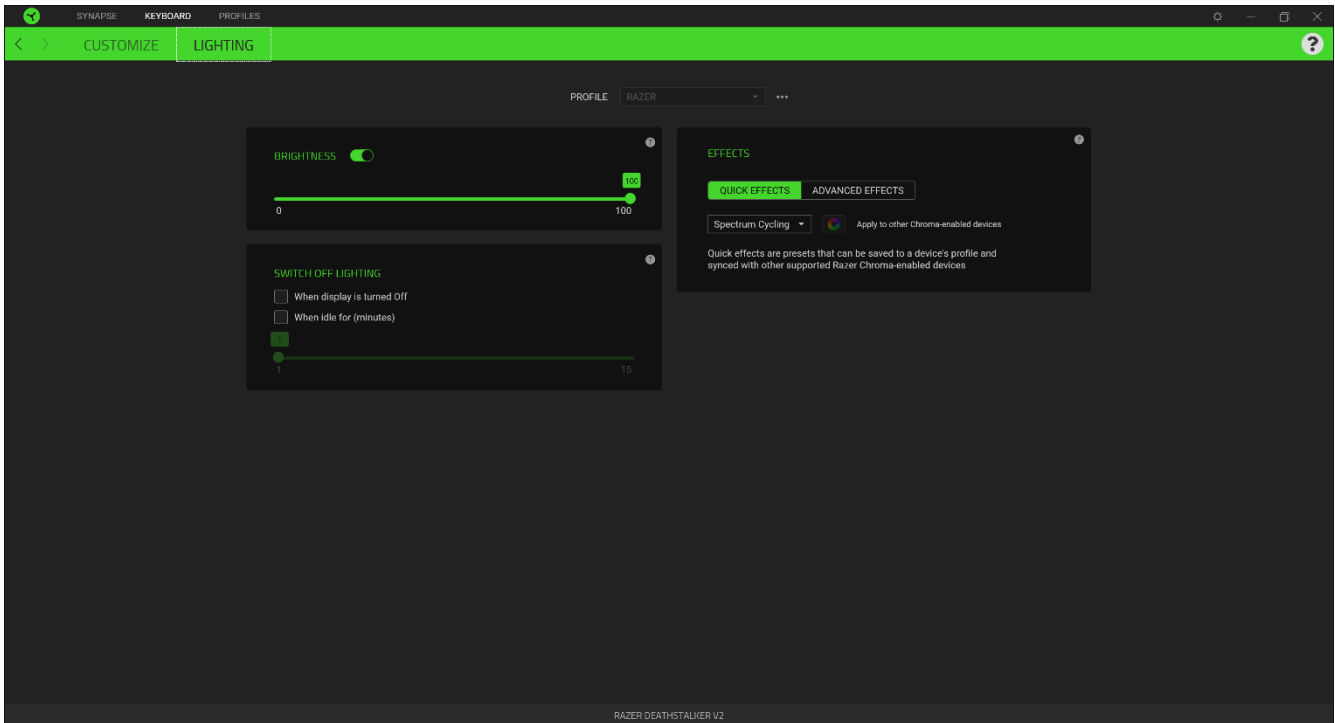 SYNAPSE KEYBOARD PROFILES
CUSTOMIZE LIGHTING ?
PROFILE RAZER
BRIGHTNESS ?
100
0 100
SWITCH OFF LIGHTING ?
When display is turned Off
When idle for (minutes)
1
1 15
EFFECTS ?
QUICK EFFECTS ADVANCED EFFECTS
Spectrum Cycling Apply to other Chroma-enabled devices
Quick effects are presets that can be saved to a device's profile and
synced with other supported Razer Chroma-enabled devices
RAZER DEATHSTALKER V2